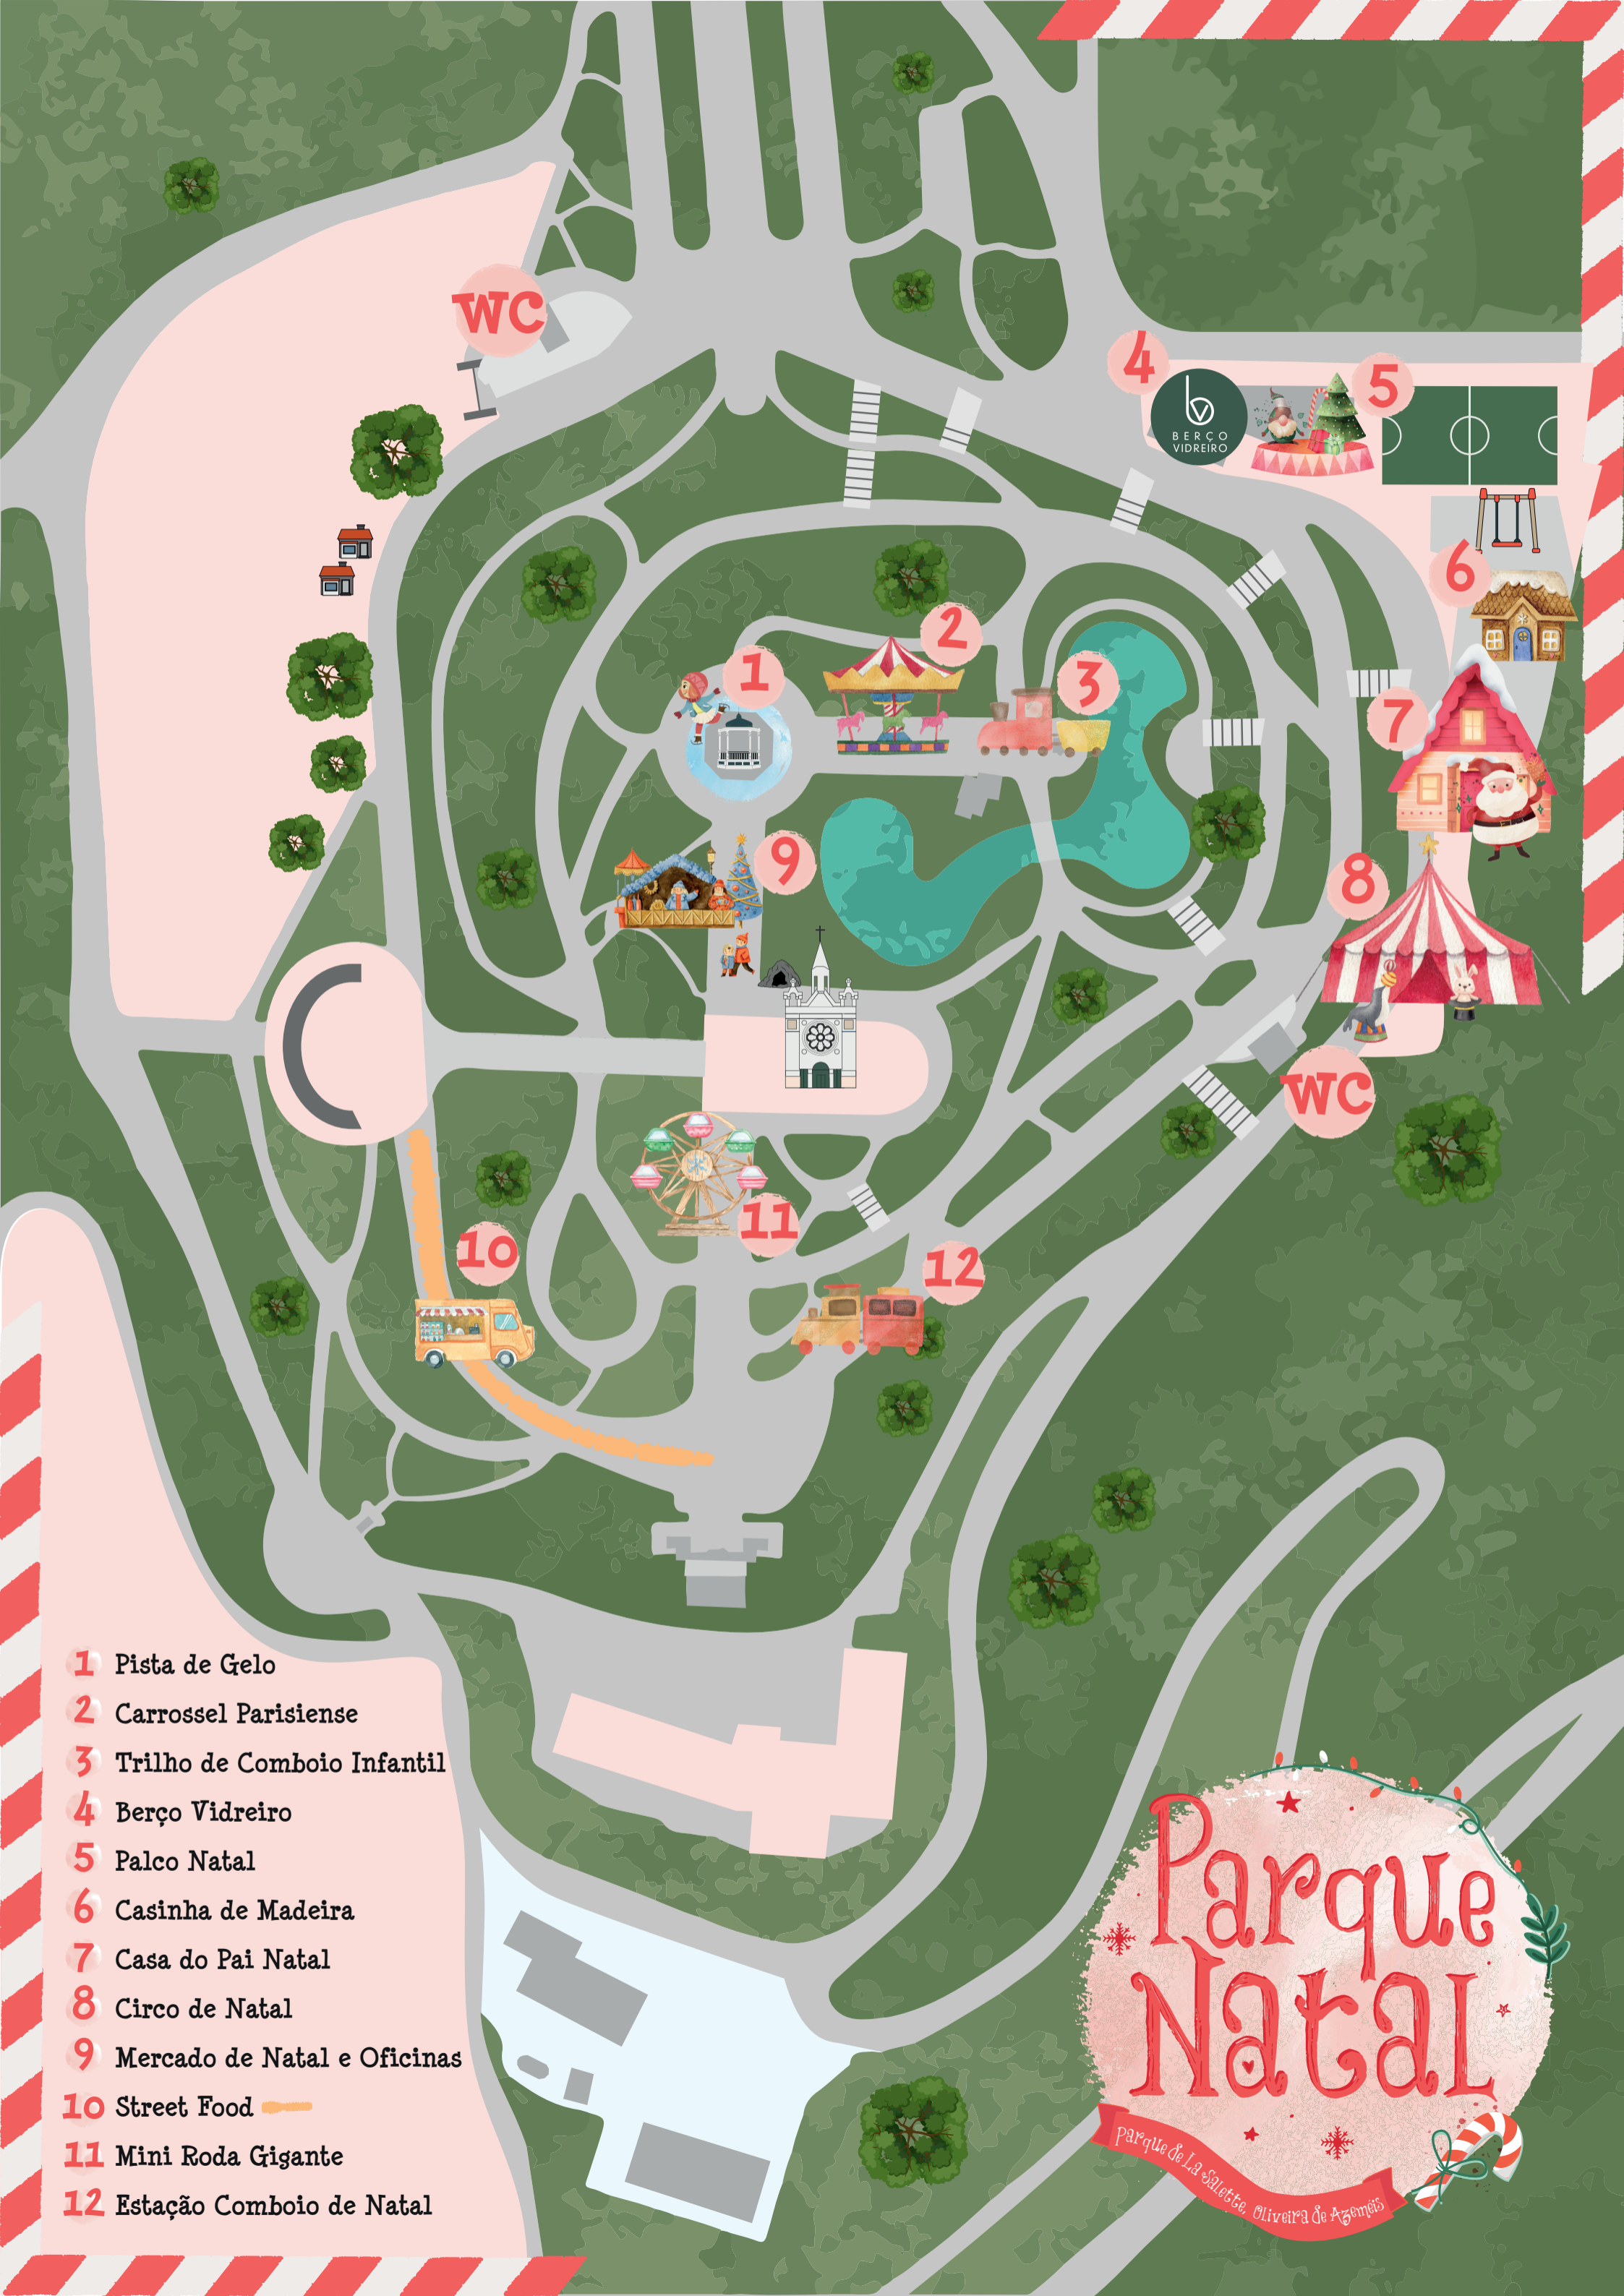 WC
4
5
BERÇO
VIDREIRO
6
1
2
3
7
9
8
WC
10
11
12
1 Pista de Gelo
2 Carrossel Parisiense
3 Trilho de Comboio Infantil
4 Berço Vidreiro
5 Palco Natal
6 Casinha de Madeira
7 Casa do Pai Natal
8 Circo de Natal
9 Mercado de Natal e Oficinas
10 Street Food
11 Mini Roda Gigante
12 Estação Comboio de Natal
Parque
Natal
Parque de La Salette, Oliveira de Azeméis